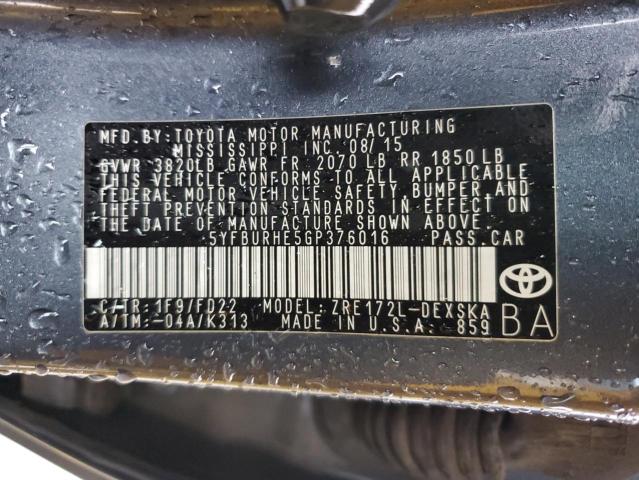 MFD.BY:TOYOTA MOTOR MANUFACTURING
MISSISSIPPI INC 08/15
GVWR 3820LB GAWR FR 2070 LB RR 1850 LB
THIS VEHICLE CONFORMS TO ALL APPLICABLE
FEDERAL MOTOR VEHICLE SAFETY, BUMPER AND
THEFT PREVENTION STANDARDS IN EFFECT ON
THE DATE OF MANUFACTURE SHOWN ABOVE.
5YFBURHE5GP376016 PASS.CAR
C/TR:1F9/FD22 MODEL:ZRE172L-DEXSKA
A/TM:-04A/K313 MADE IN U.S.A. 859
BA